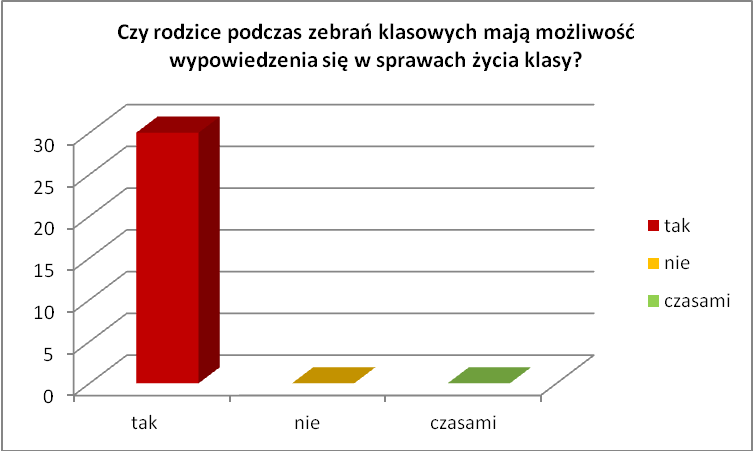 Czy rodzice podczas zebrań klasowych mają możliwość
wypowiedzenia się w sprawach życia klasy?
30
25
20
15
10
5
0
tak
nie
czasami
tak
nie
czasami